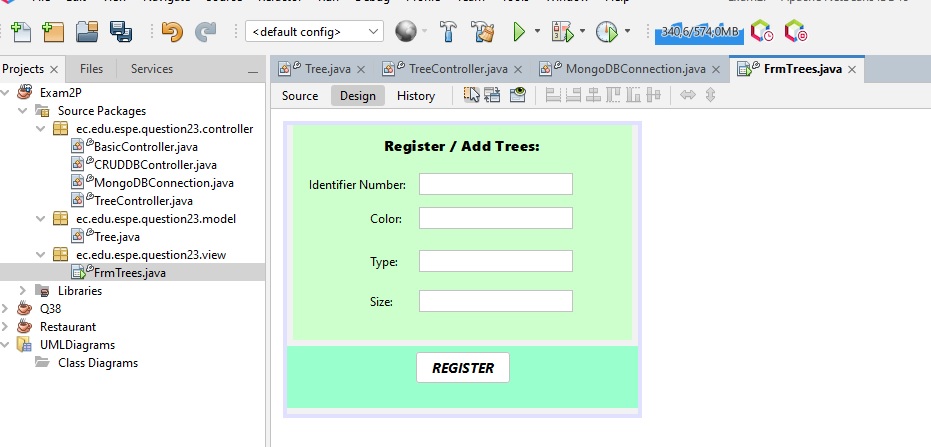 <default config>
340,6/574,0MB
Projects
Files
Services
Tree.java
TreeController.java
MongoDBConnection.java
FrmTrees.java
Source
Design
History
Exam2P
Source Packages
ec.edu.espe.question23.controller
BasicController.java
CRUDDBController.java
MongoDBConnection.java
TreeController.java
ec.edu.espe.question23.model
Tree.java
ec.edu.espe.question23.view
FrmTrees.java
Libraries
Q38
Restaurant
UMLDiagrams
Class Diagrams
Register / Add Trees:
Identifier Number:
Color:
Type:
Size:
REGISTER